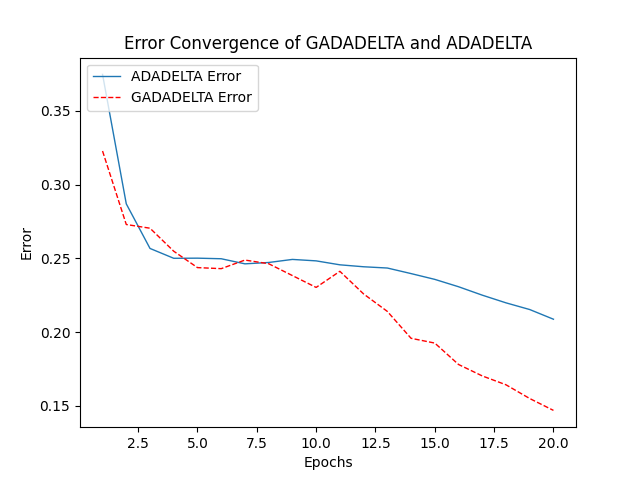 Error Convergence of GADADELTA and ADADELTA
ADADELTA Error
GADADELTA Error
0.35
0.30
0.25
0.20
0.15
Error
2.5 5.0 7.5 10.0 12.5 15.0 17.5 20.0
Epochs